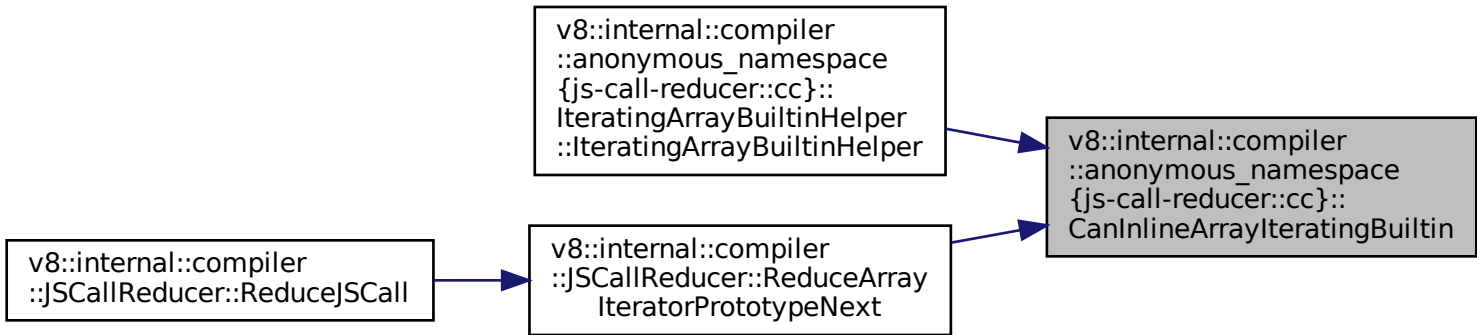 v8::internal::compiler
::anonymous_namespace
{js-call-reducer::cc}::
IteratingArrayBuiltinHelper
::IteratingArrayBuiltinHelper
v8::internal::compiler
::anonymous_namespace
{js-call-reducer::cc}::
CanInlineArrayIteratingBuiltin
v8::internal::compiler
::JSCallReducer::ReduceJSCall
v8::internal::compiler
::JSCallReducer::ReduceArray
IteratorPrototypeNext